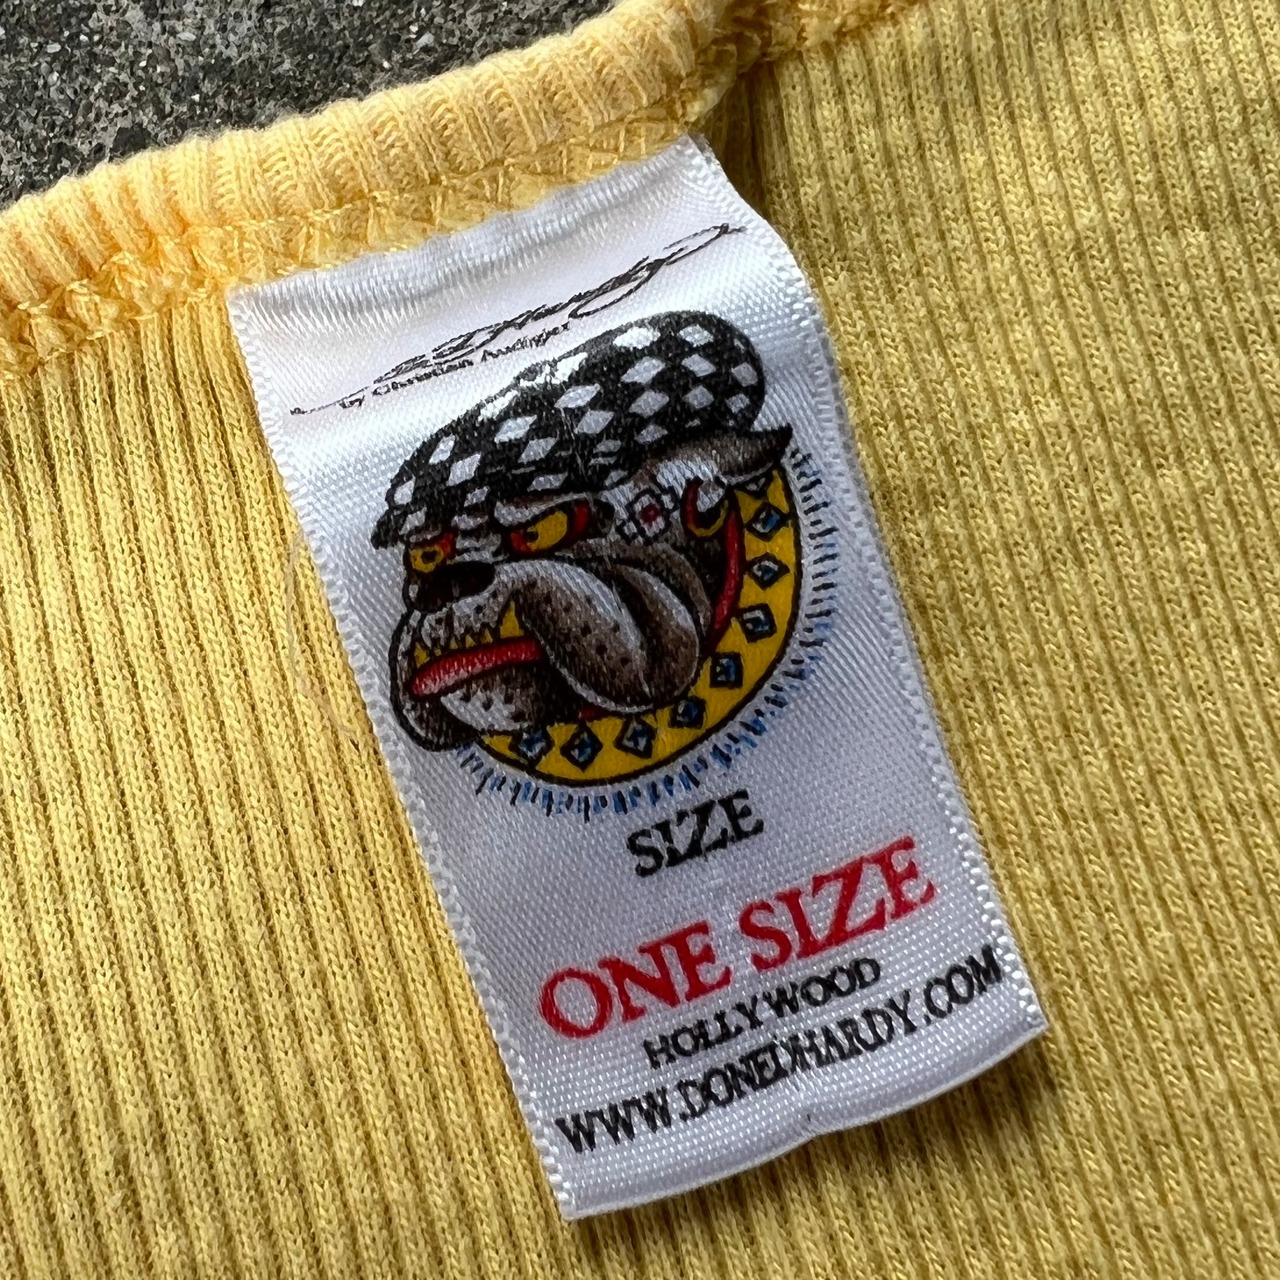 by Christian Audigier
SIZE
ONE SIZE
HOLLYWOOD
WWW.DONEDHARDY.COM